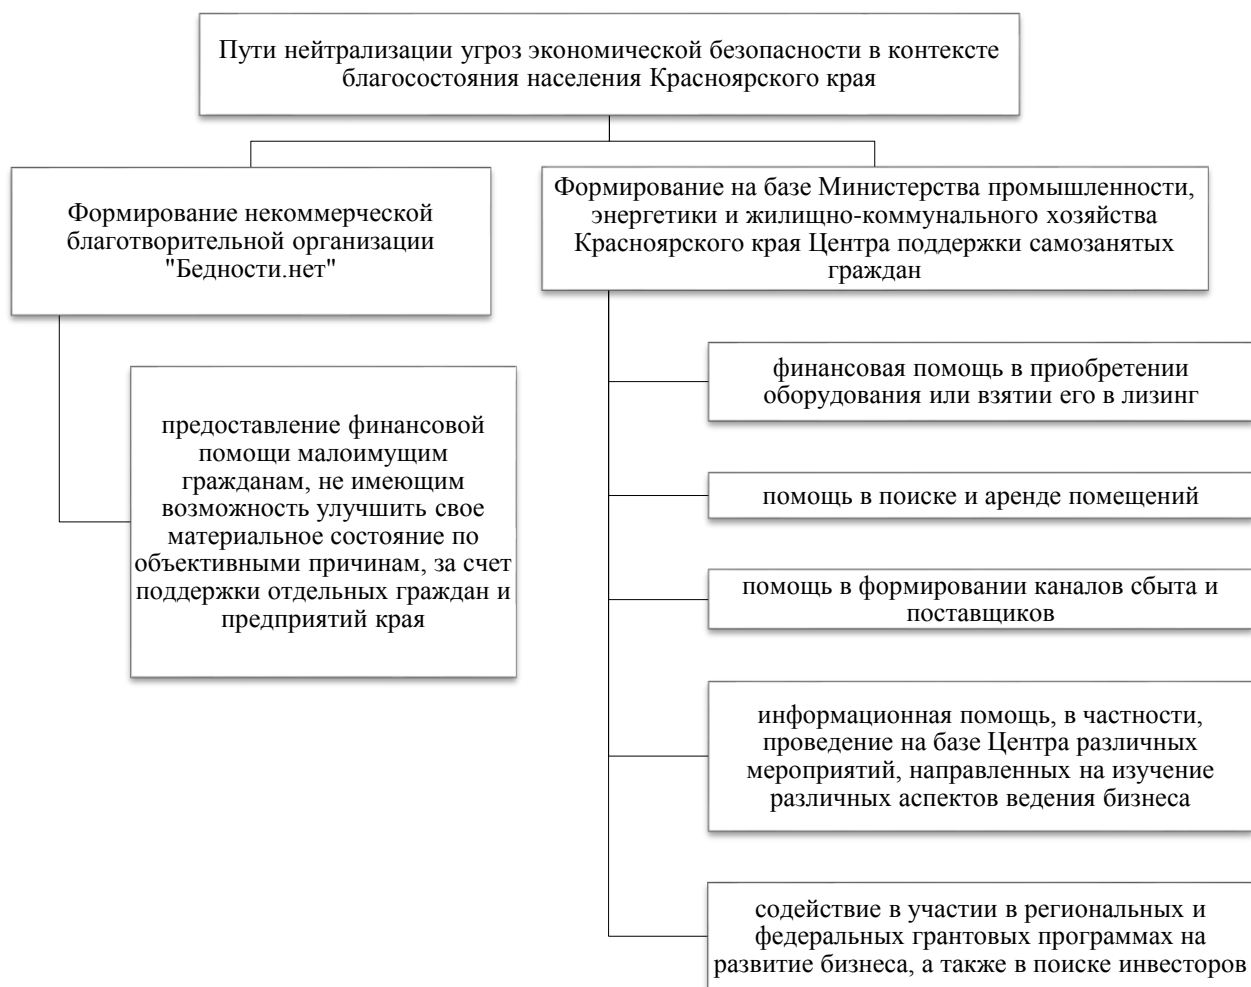 Пути нейтрализации угроз экономической безопасности в контексте
благосостояния населения Красноярского края
Формирование некоммерческой
благотворительной организации
"Бедности.нет"
предоставление финансовой
помощи малоимущим
гражданам, не имеющим
возможность улучшить свое
материальное состояние по
объективными причинам, за счет
поддержки отдельных граждан и
предприятий края
Формирование на базе Министерства промышленности,
энергетики и жилищно-коммунального хозяйства
Красноярского края Центра поддержки самозанятых
граждан
финансовая помощь в приобретении
оборудования или взятии его в лизинг
помощь в поиске и аренде помещений
помощь в формировании каналов сбыта и
поставщиков
информационная помощь, в частности,
проведение на базе Центра различных
мероприятий, направленных на изучение
различных аспектов ведения бизнеса
содействие в участии в региональных и
федеральных грантовых программах на
развитие бизнеса, а также в поиске инвесторов